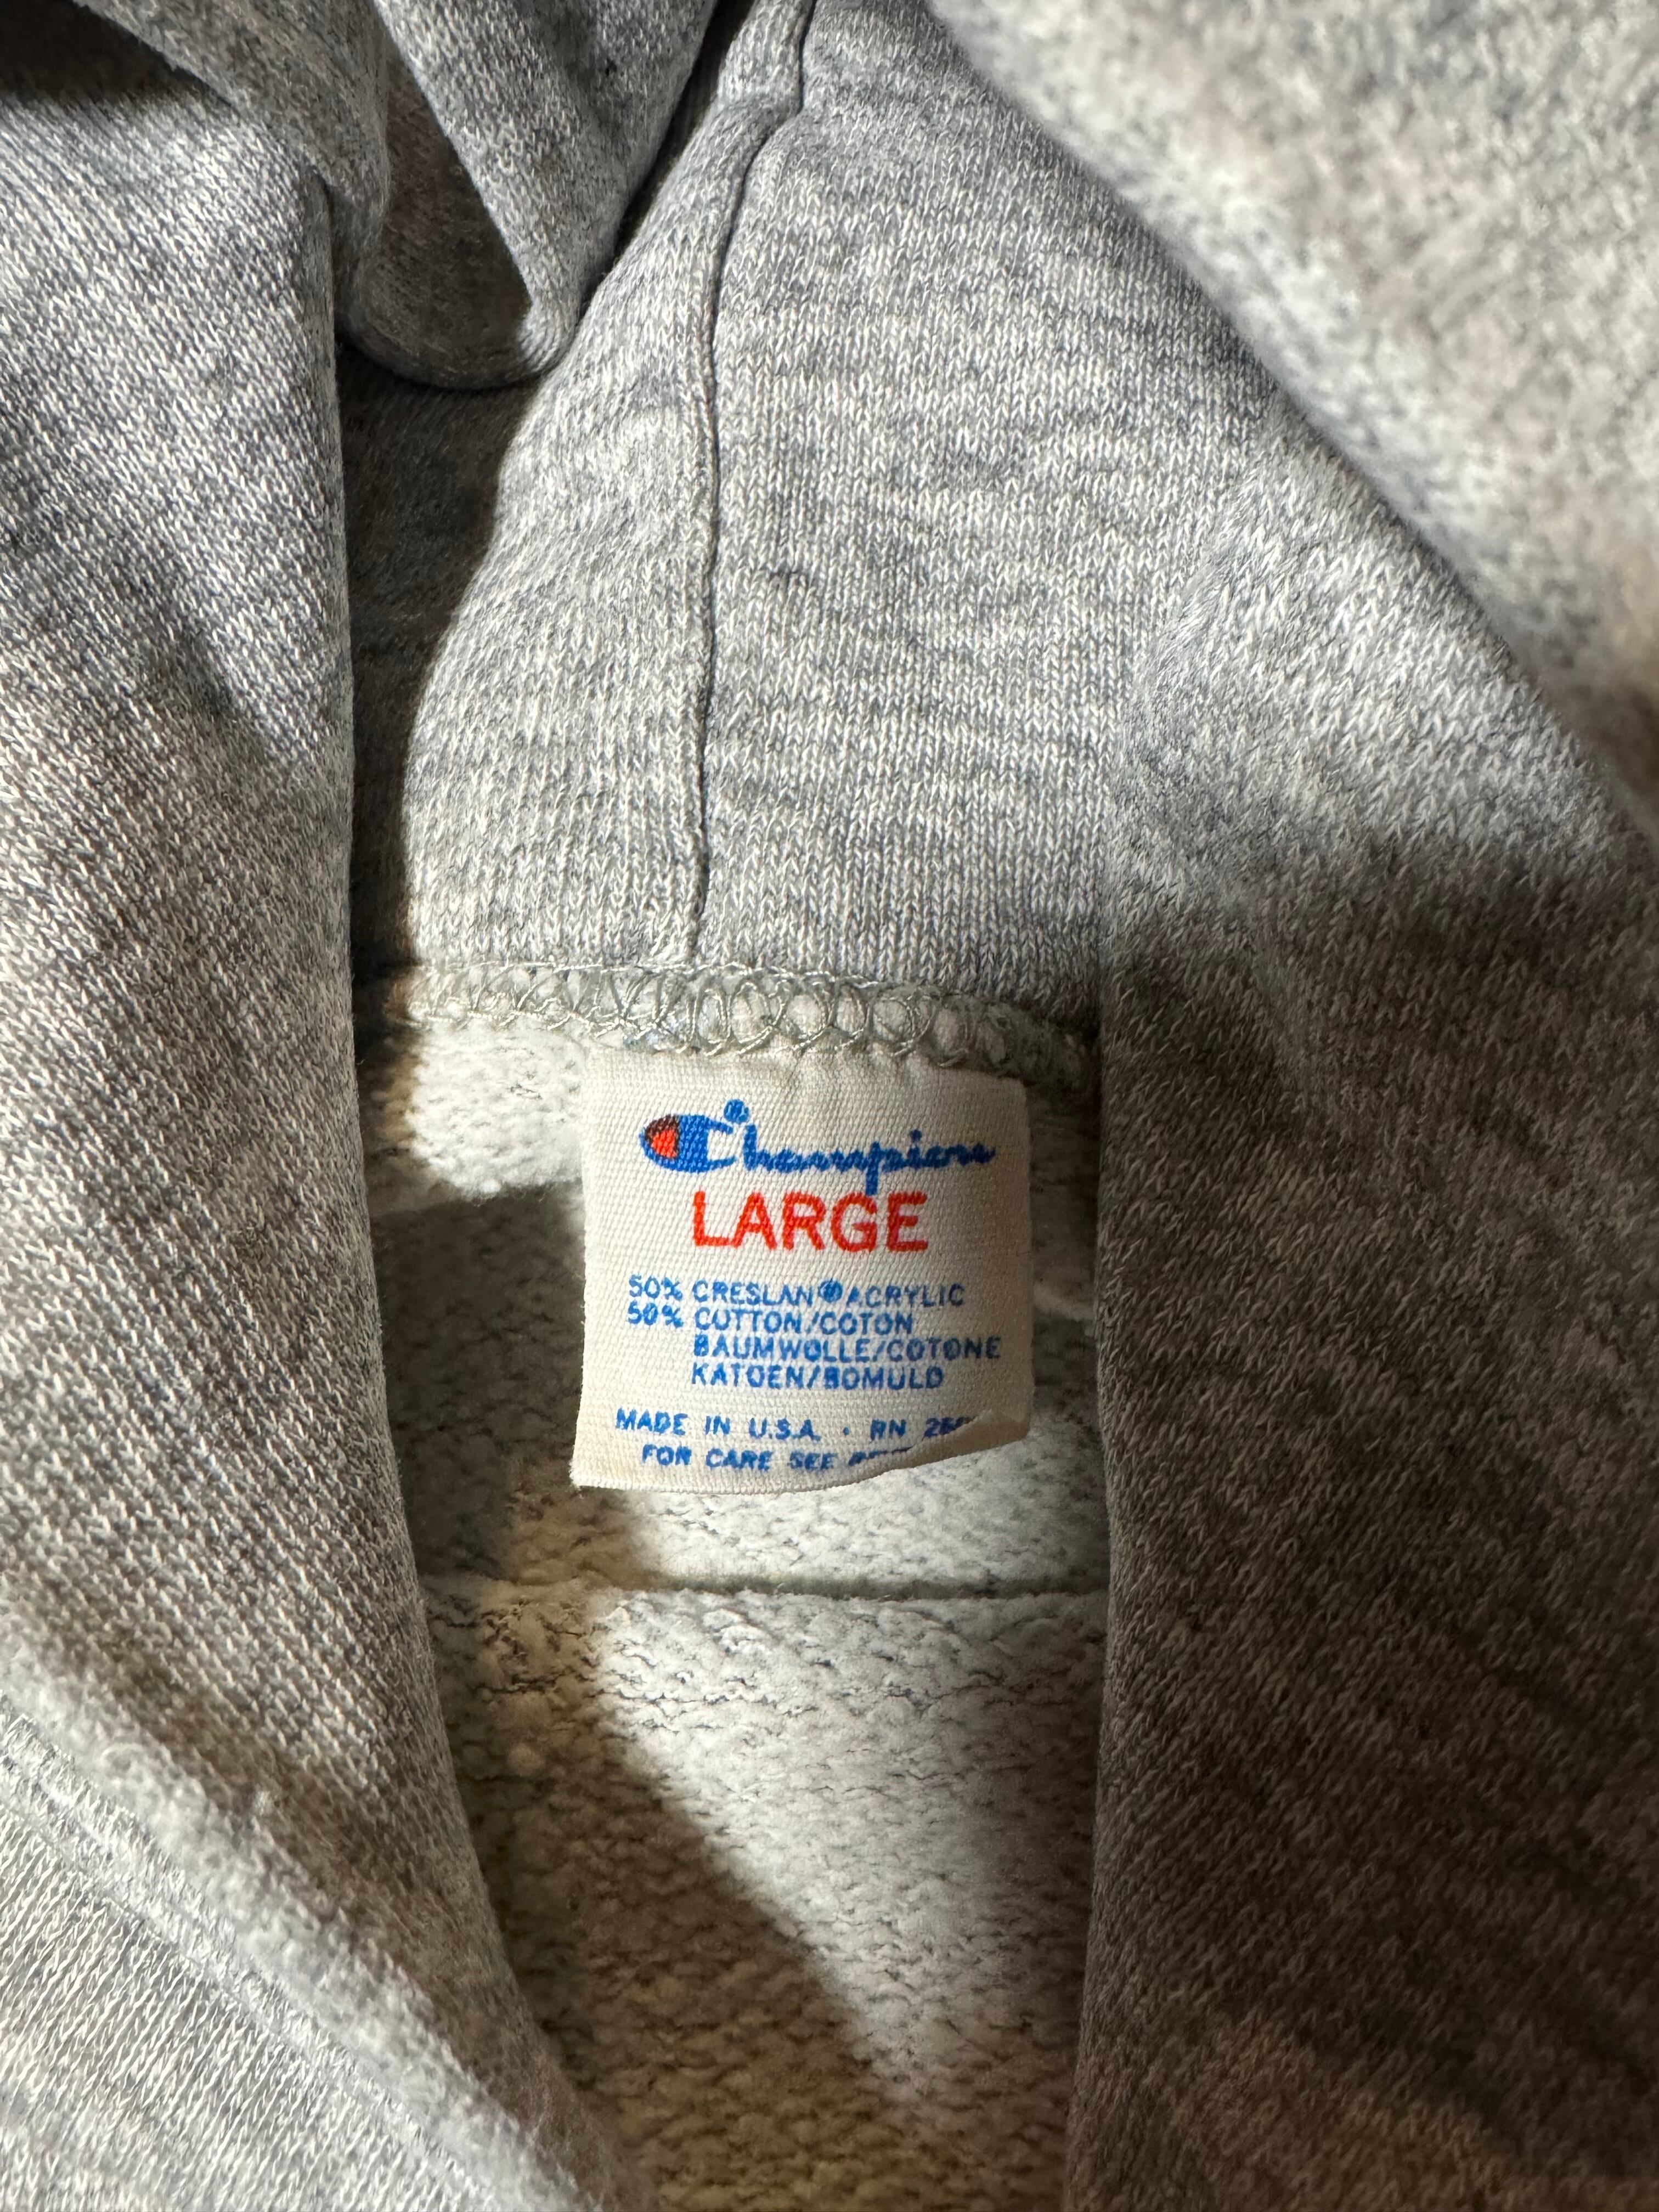 Champion®
LARGE
50% CRESLAN® ACRYLIC
50% COTTON/COTON
BAUMWOLLE/COTONE
KATOEN/BOMULD
MADE IN U.S.A. · RN
FOR CARE SEE